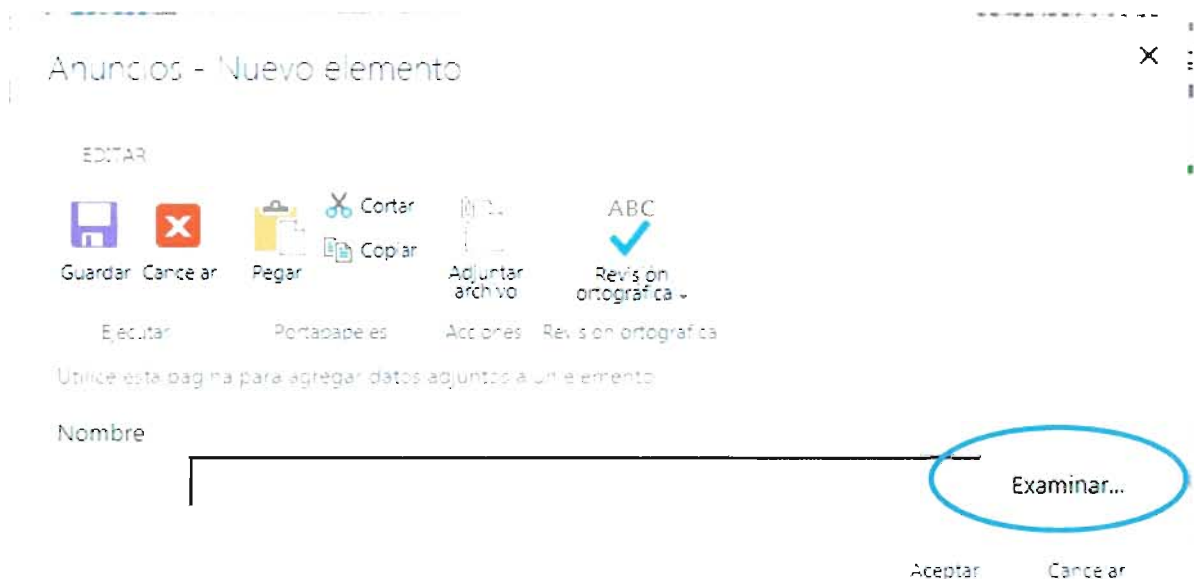 Anuncios - Nuevo elemento
EDITAR
Cortar
Copiar
ABC
Guardar Cancelar Pegar Adjuntar archivo Revisión ortográfica
Ejecutar Portapapeles Acciones Revisión ortográfica
Utilice esta página para agregar datos adjuntos a un elemento
Nombre
Examinar...
Aceptar Cancelar